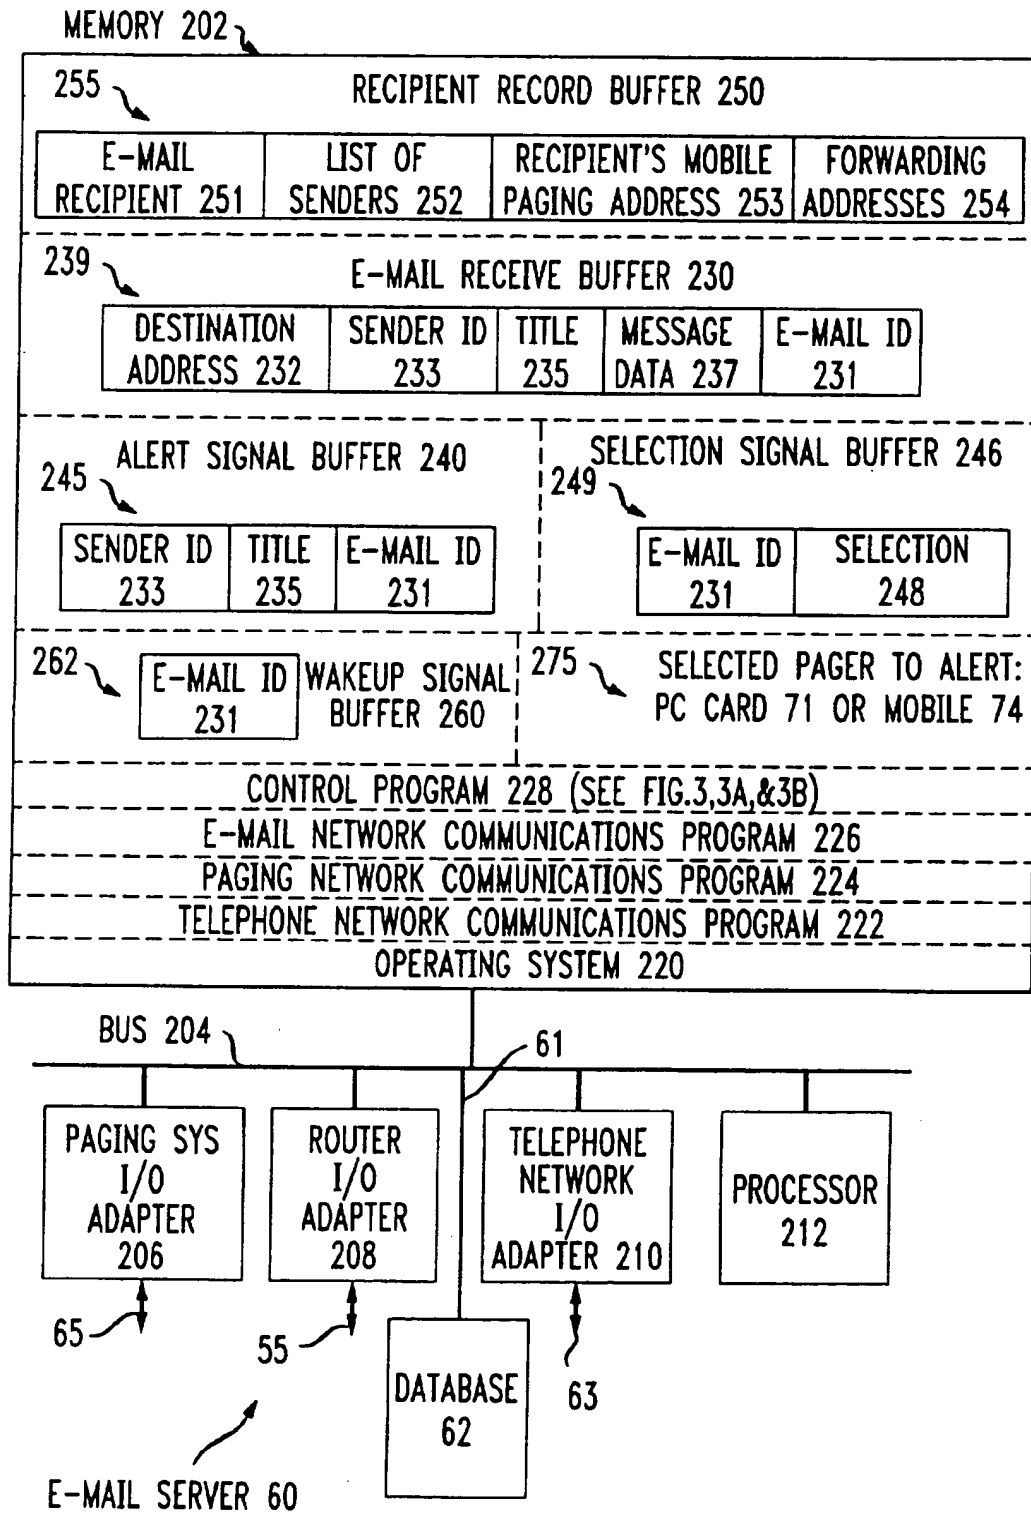 MEMORY 202
255
RECIPIENT RECORD BUFFER 250
E-MAIL
RECIPIENT 251
LIST OF
SENDERS 252
RECIPIENT'S MOBILE
PAGING ADDRESS 253
FORWARDING
ADDRESSES 254
239
E-MAIL RECEIVE BUFFER 230
DESTINATION
ADDRESS 232
SENDER ID
233
TITLE
235
MESSAGE
DATA 237
E-MAIL ID
231
ALERT SIGNAL BUFFER 240
245
SENDER ID
233
TITLE
235
E-MAIL ID
231
SELECTION SIGNAL BUFFER 246
249
E-MAIL ID
231
SELECTION
248
262
E-MAIL ID
231
WAKEUP SIGNAL
BUFFER 260
275
SELECTED PAGER TO ALERT:
PC CARD 71 OR MOBILE 74
CONTROL PROGRAM 228 (SEE FIG.3,3A,&3B)
E-MAIL NETWORK COMMUNICATIONS PROGRAM 226
PAGING NETWORK COMMUNICATIONS PROGRAM 224
TELEPHONE NETWORK COMMUNICATIONS PROGRAM 222
OPERATING SYSTEM 220
BUS 204
61
PAGING SYS
I/O
ADAPTER
206
ROUTER
I/O
ADAPTER
208
TELEPHONE
NETWORK
I/O
ADAPTER 210
PROCESSOR
212
65
55
63
DATABASE
62
E-MAIL SERVER 60